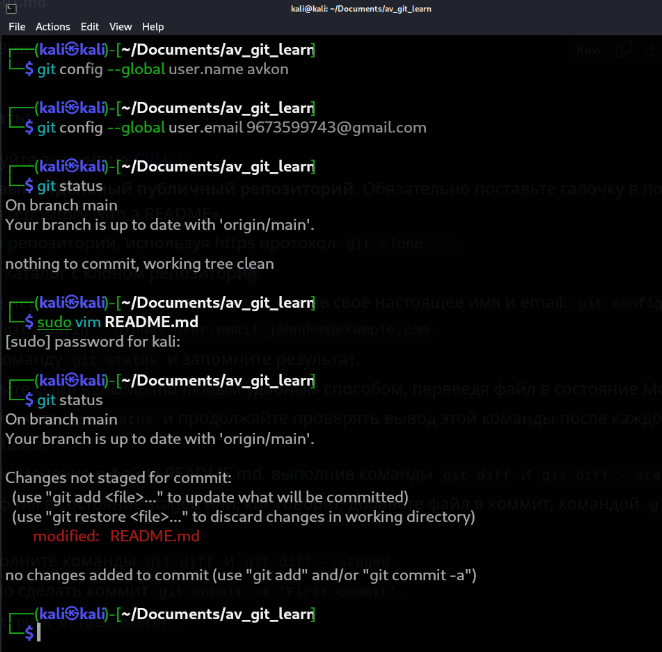 kali@kali: ~/Documents/av_git_learn
File Actions Edit View Help
┌──(kali㉿kali)-[~/Documents/av_git_learn]
└─$ git config --global user.name avkon
┌──(kali㉿kali)-[~/Documents/av_git_learn]
└─$ git config --global user.email 9673599743@gmail.com
┌──(kali㉿kali)-[~/Documents/av_git_learn]
└─$ git status
On branch main
Your branch is up to date with 'origin/main'.
nothing to commit, working tree clean
┌──(kali㉿kali)-[~/Documents/av_git_learn]
└─$ sudo vim README.md
[sudo] password for kali:
┌──(kali㉿kali)-[~/Documents/av_git_learn]
└─$ git status
On branch main
Your branch is up to date with 'origin/main'.
Changes not staged for commit:
(use "git add <file>..." to update what will be committed)
(use "git restore <file>..." to discard changes in working directory)
modified: README.md
no changes added to commit (use "git add" and/or "git commit -a")
┌──(kali㉿kali)-[~/Documents/av_git_learn]
└─$